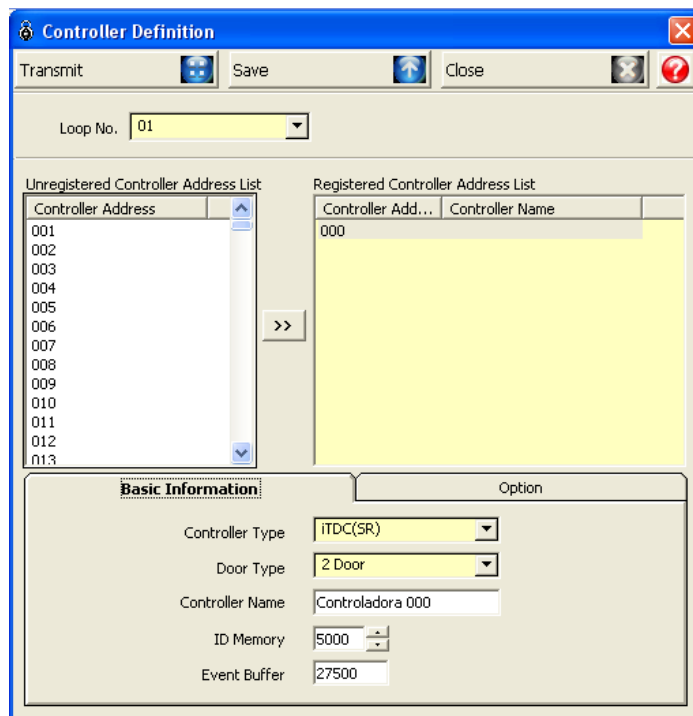 Controller Definition
Transmit Save Close
Loop No. 01
Unregistered Controller Address List
Controller Address
001
002
003
004
005
006
007
008
009
010
011
012
013
>>
Registered Controller Address List
Controller Add... Controller Name
000
Basic Information Option
Controller Type iTDC(SR)
Door Type 2 Door
Controller Name Controladora 000
ID Memory 5000
Event Buffer 27500